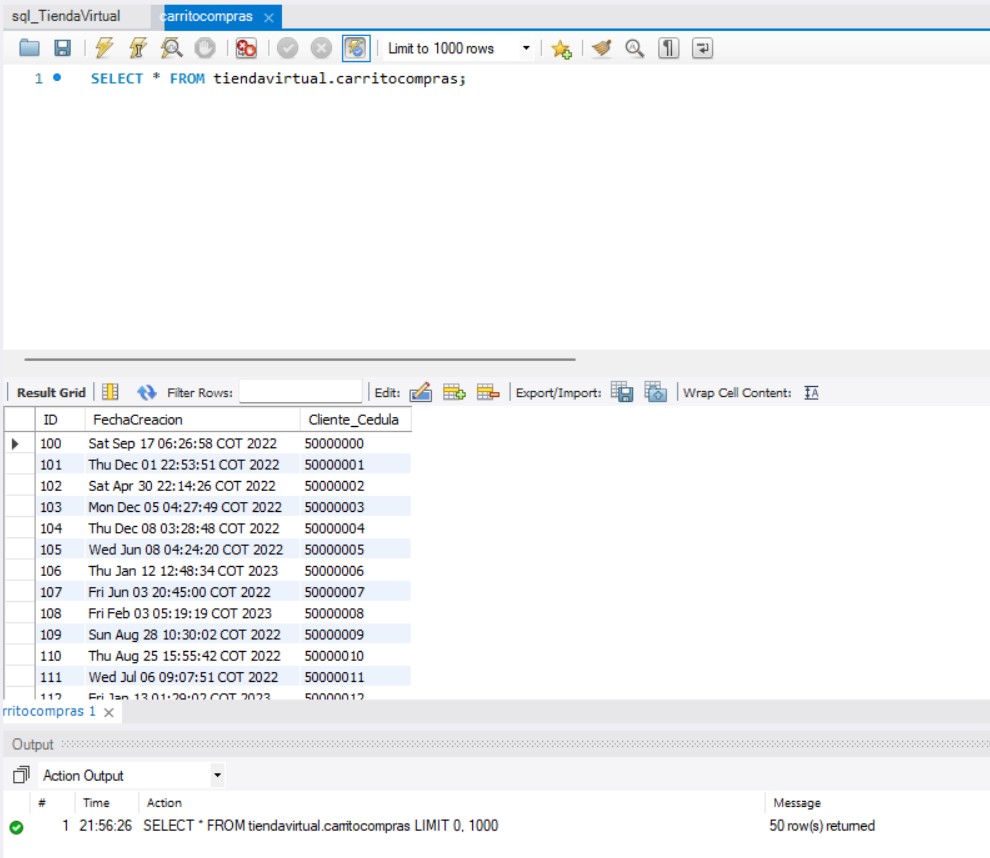 sql_TiendaVirtual carritocompras
Limit to 1000 rows
1 SELECT * FROM tiendavirtual.carritocompras;
Result Grid Filter Rows: Edit: Export/Import: Wrap Cell Content:
ID FechaCreacion Cliente_Cedula
100 Sat Sep 17 06:26:58 COT 2022 50000000
101 Thu Dec 01 22:53:51 COT 2022 50000001
102 Sat Apr 30 22:14:26 COT 2022 50000002
103 Mon Dec 05 04:27:49 COT 2022 50000003
104 Thu Dec 08 03:28:48 COT 2022 50000004
105 Wed Jun 08 04:24:20 COT 2022 50000005
106 Thu Jan 12 12:48:34 COT 2023 50000006
107 Fri Jun 03 20:45:00 COT 2022 50000007
108 Fri Feb 03 05:19:19 COT 2023 50000008
109 Sun Aug 28 10:30:02 COT 2022 50000009
110 Thu Aug 25 15:55:42 COT 2022 50000010
111 Wed Jul 06 09:07:51 COT 2022 50000011
112 Fri Jan 13 01:29:02 COT 2023 50000012
rritocompras 1
Output
Action Output
# Time Action Message
1 21:56:26 SELECT * FROM tiendavirtual.carritocompras LIMIT 0, 1000 50 row(s) returned